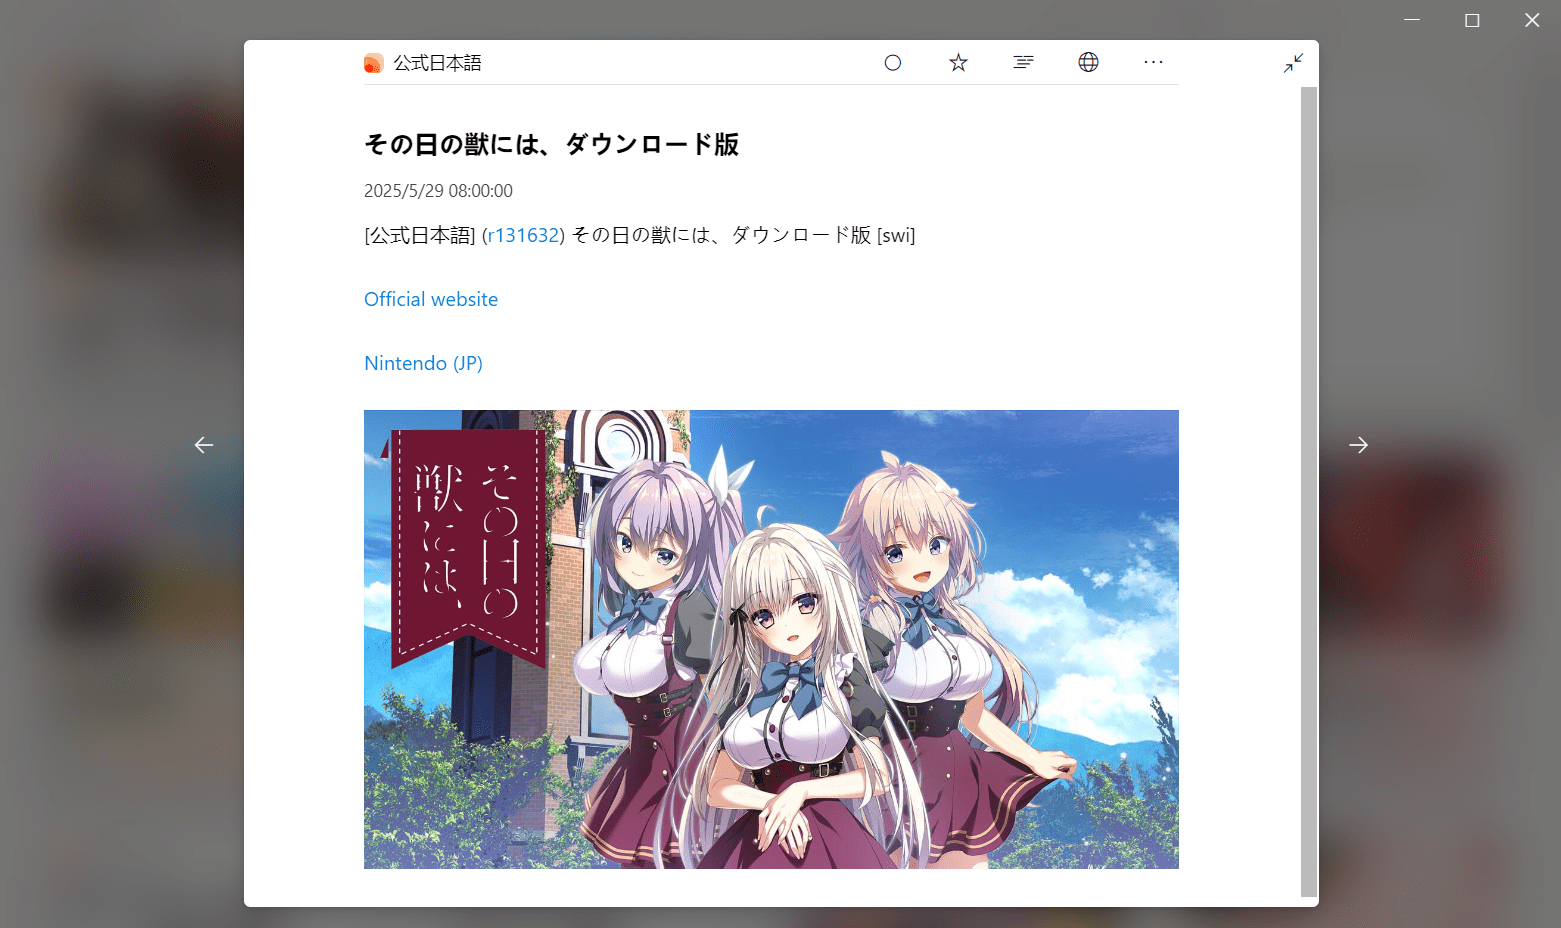 公式日本語
その日の獣には、ダウンロード版
2025/5/29 08:00:00
[公式日本語] (r131632) その日の獣には、ダウンロード版 [swi]
Official website
Nintendo (JP)
その日の
獣には、